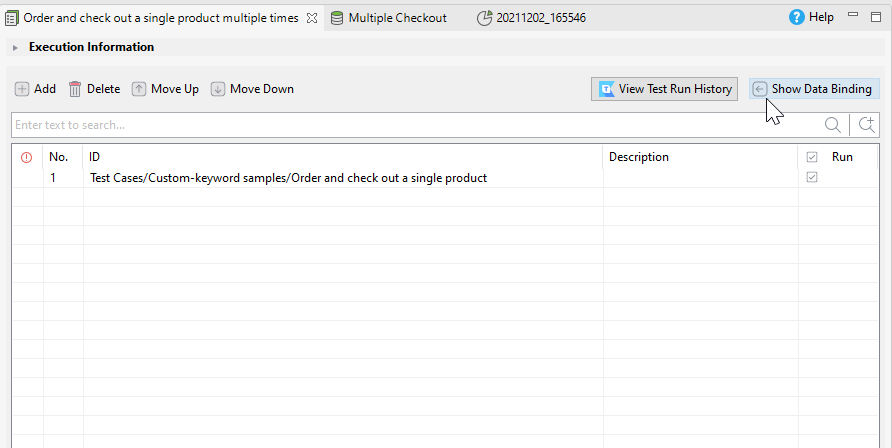 Order and check out a single product multiple times Multiple Checkout 20211202_165546 Help
Execution Information
Add Delete Move Up Move Down View Test Run History Show Data Binding
Enter text to search...
No. ID Description Run
1 Test Cases/Custom-keyword samples/Order and check out a single product